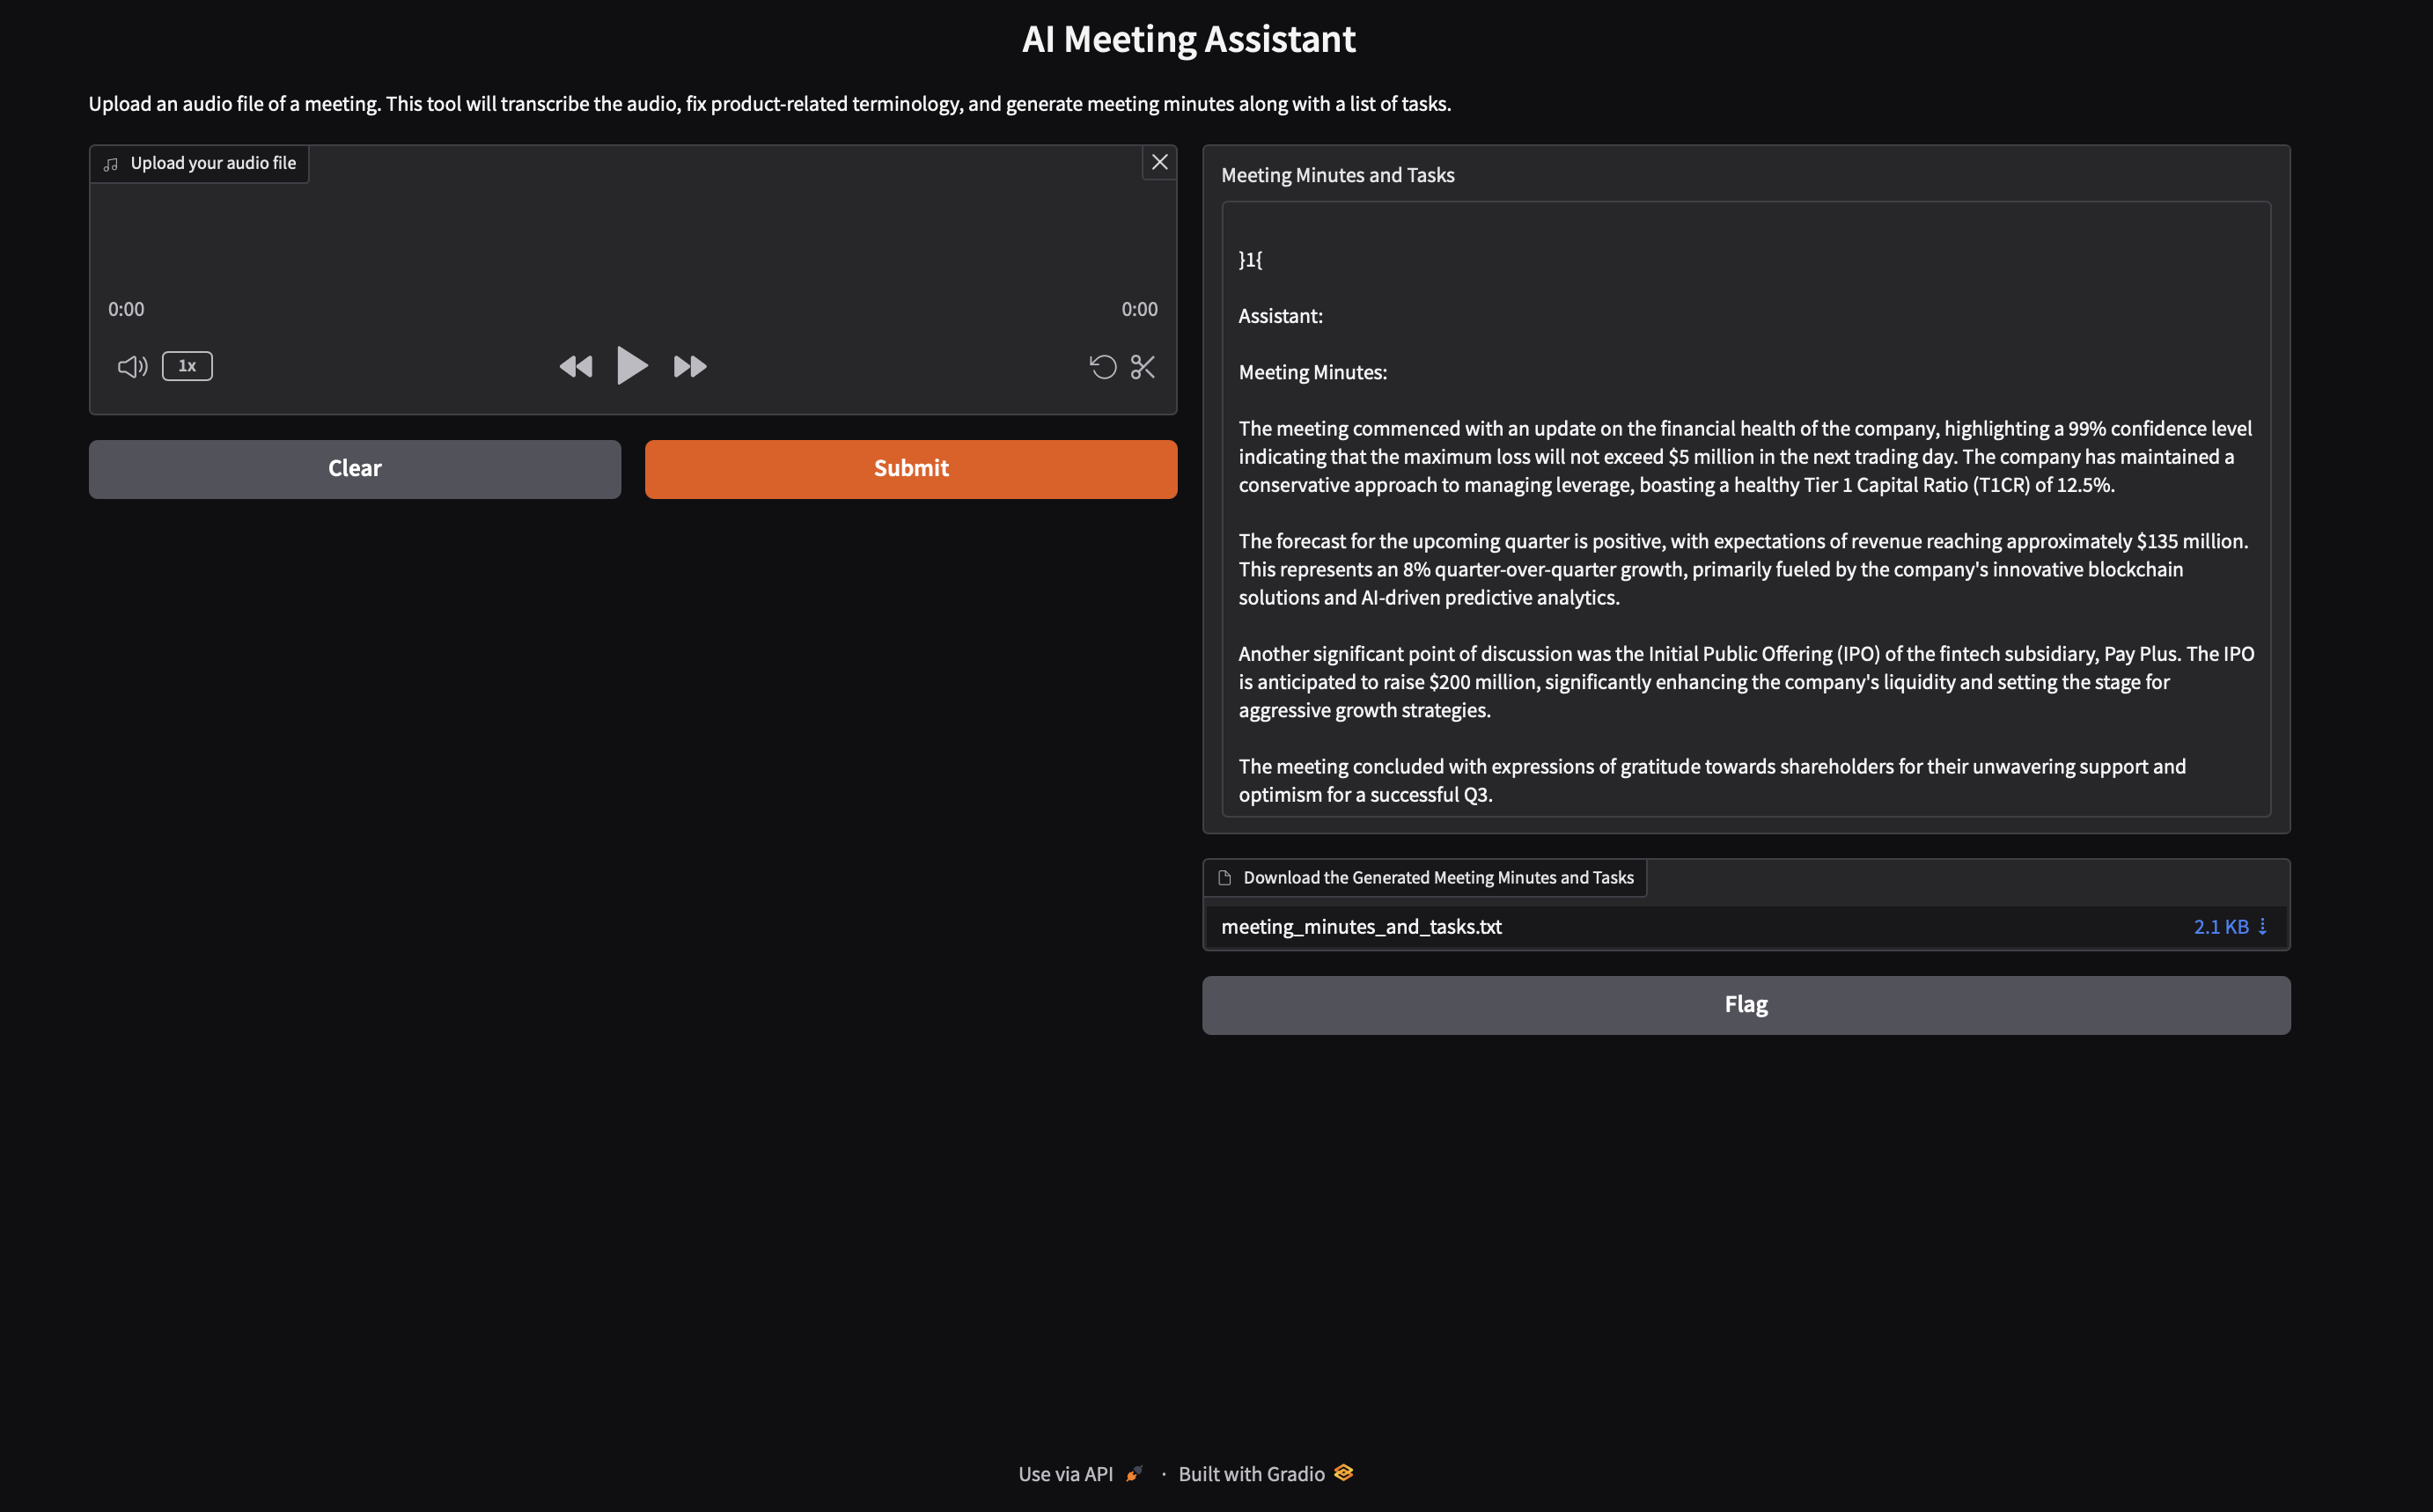 AI Meeting Assistant
Upload an audio file of a meeting. This tool will transcribe the audio, fix product-related terminology, and generate meeting minutes along with a list of tasks.
Upload your audio file
0:00
0:00
1x
Clear
Submit
Meeting Minutes and Tasks
}1{
Assistant:
Meeting Minutes:
The meeting commenced with an update on the financial health of the company, highlighting a 99% confidence level
indicating that the maximum loss will not exceed $5 million in the next trading day. The company has maintained a
conservative approach to managing leverage, boasting a healthy Tier 1 Capital Ratio (T1CR) of 12.5%.
The forecast for the upcoming quarter is positive, with expectations of revenue reaching approximately $135 million.
This represents an 8% quarter-over-quarter growth, primarily fueled by the company's innovative blockchain
solutions and AI-driven predictive analytics.
Another significant point of discussion was the Initial Public Offering (IPO) of the fintech subsidiary, Pay Plus. The IPO
is anticipated to raise $200 million, significantly enhancing the company's liquidity and setting the stage for
aggressive growth strategies.
The meeting concluded with expressions of gratitude towards shareholders for their unwavering support and
optimism for a successful Q3.
Download the Generated Meeting Minutes and Tasks
meeting_minutes_and_tasks.txt
2.1 KB
Flag
Use via API · Built with Gradio